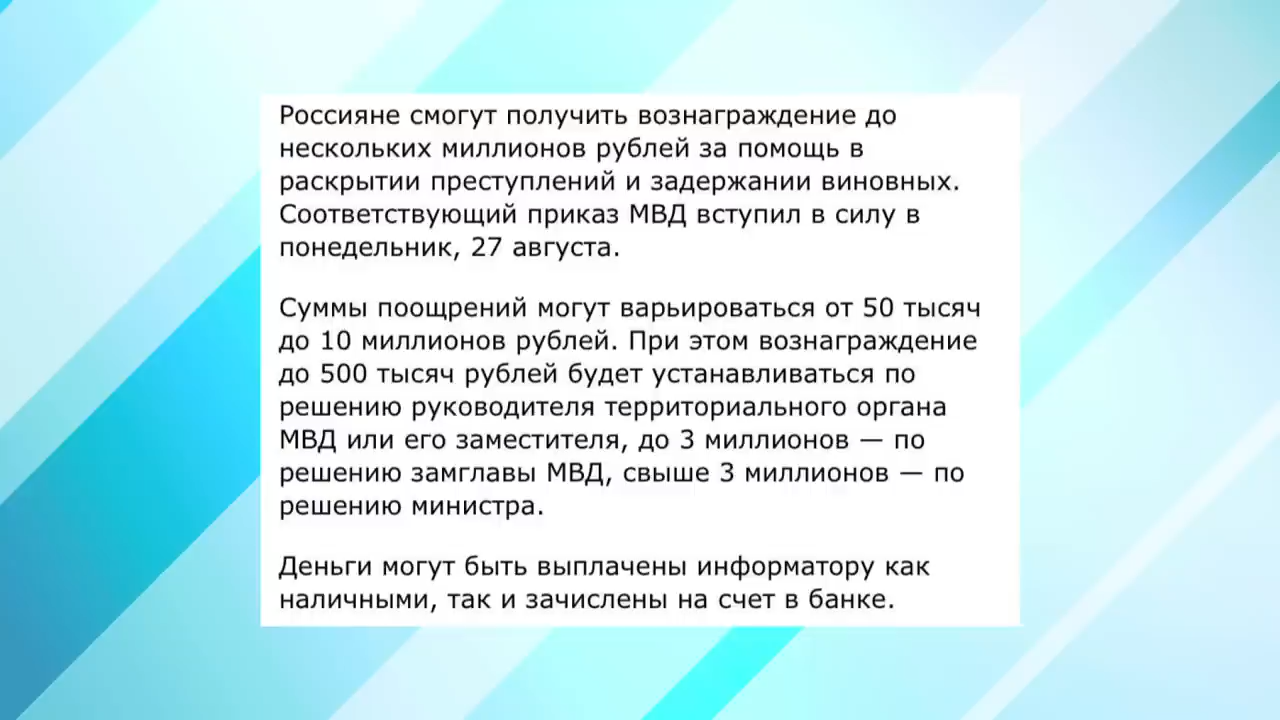 Россияне смогут получить вознаграждение до
нескольких миллионов рублей за помощь в
раскрытии преступлений и задержании виновных.
Соответствующий приказ МВД вступил в силу в
понедельник, 27 августа.
Суммы поощрений могут варьироваться от 50 тысяч
до 10 миллионов рублей. При этом вознаграждение
до 500 тысяч рублей будет устанавливаться по
решению руководителя территориального органа
МВД или его заместителя, до 3 миллионов — по
решению замглавы МВД, свыше 3 миллионов — по
решению министра.
Деньги могут быть выплачены информатору как
наличными, так и зачислены на счет в банке.